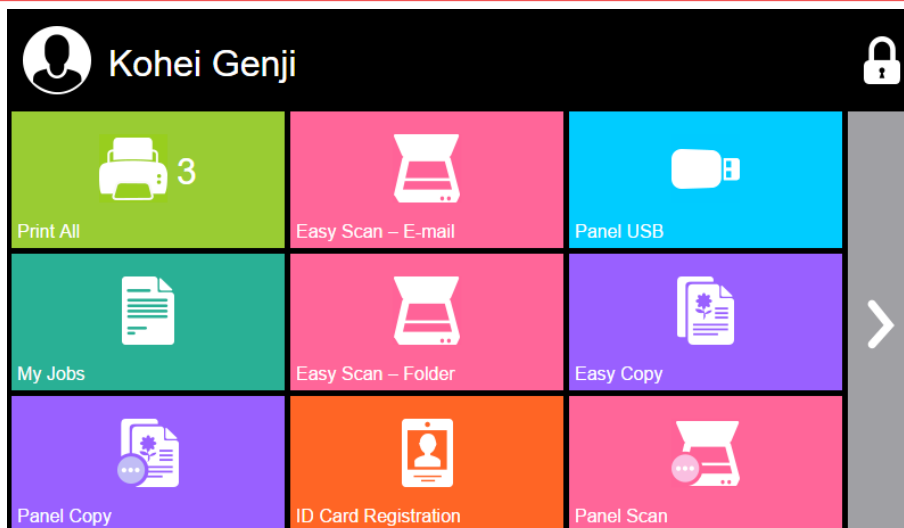 Kohei Genji
3
Print All
Easy Scan – E-mail
Panel USB
My Jobs
Easy Scan – Folder
Easy Copy
Panel Copy
ID Card Registration
Panel Scan